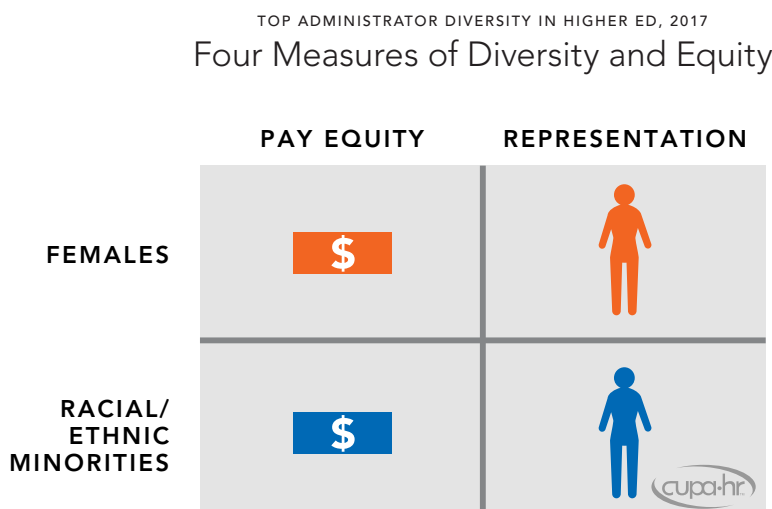 TOP ADMINISTRATOR DIVERSITY IN HIGHER ED, 2017
Four Measures of Diversity and Equity
PAY EQUITY
REPRESENTATION
FEMALES
$
RACIAL/
ETHNIC
MINORITIES
$
cupa·hr